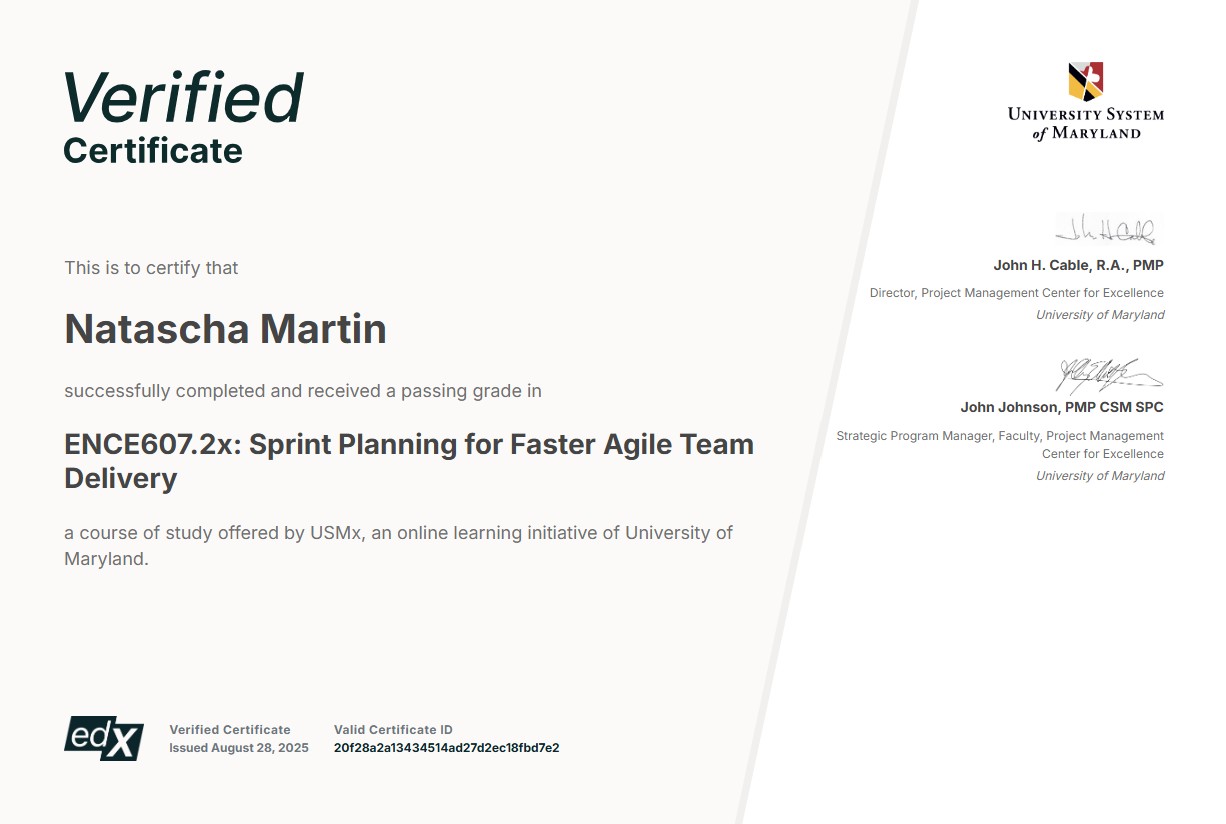 Verified
Certificate
This is to certify that
Natascha Martin
successfully completed and received a passing grade in
ENCE607.2x: Sprint Planning for Faster Agile Team
Delivery
a course of study offered by USMx, an online learning initiative of University of
Maryland.
edX
Verified Certificate
Issued August 28, 2025
Valid Certificate ID
20f28a2a13434514ad27d2ec18fbd7e2
UNIVERSITY SYSTEM
of MARYLAND
John H. Cable, R.A., PMP
Director, Project Management Center for Excellence
University of Maryland
John Johnson, PMP CSM SPC
Strategic Program Manager, Faculty, Project Management
Center for Excellence
University of Maryland